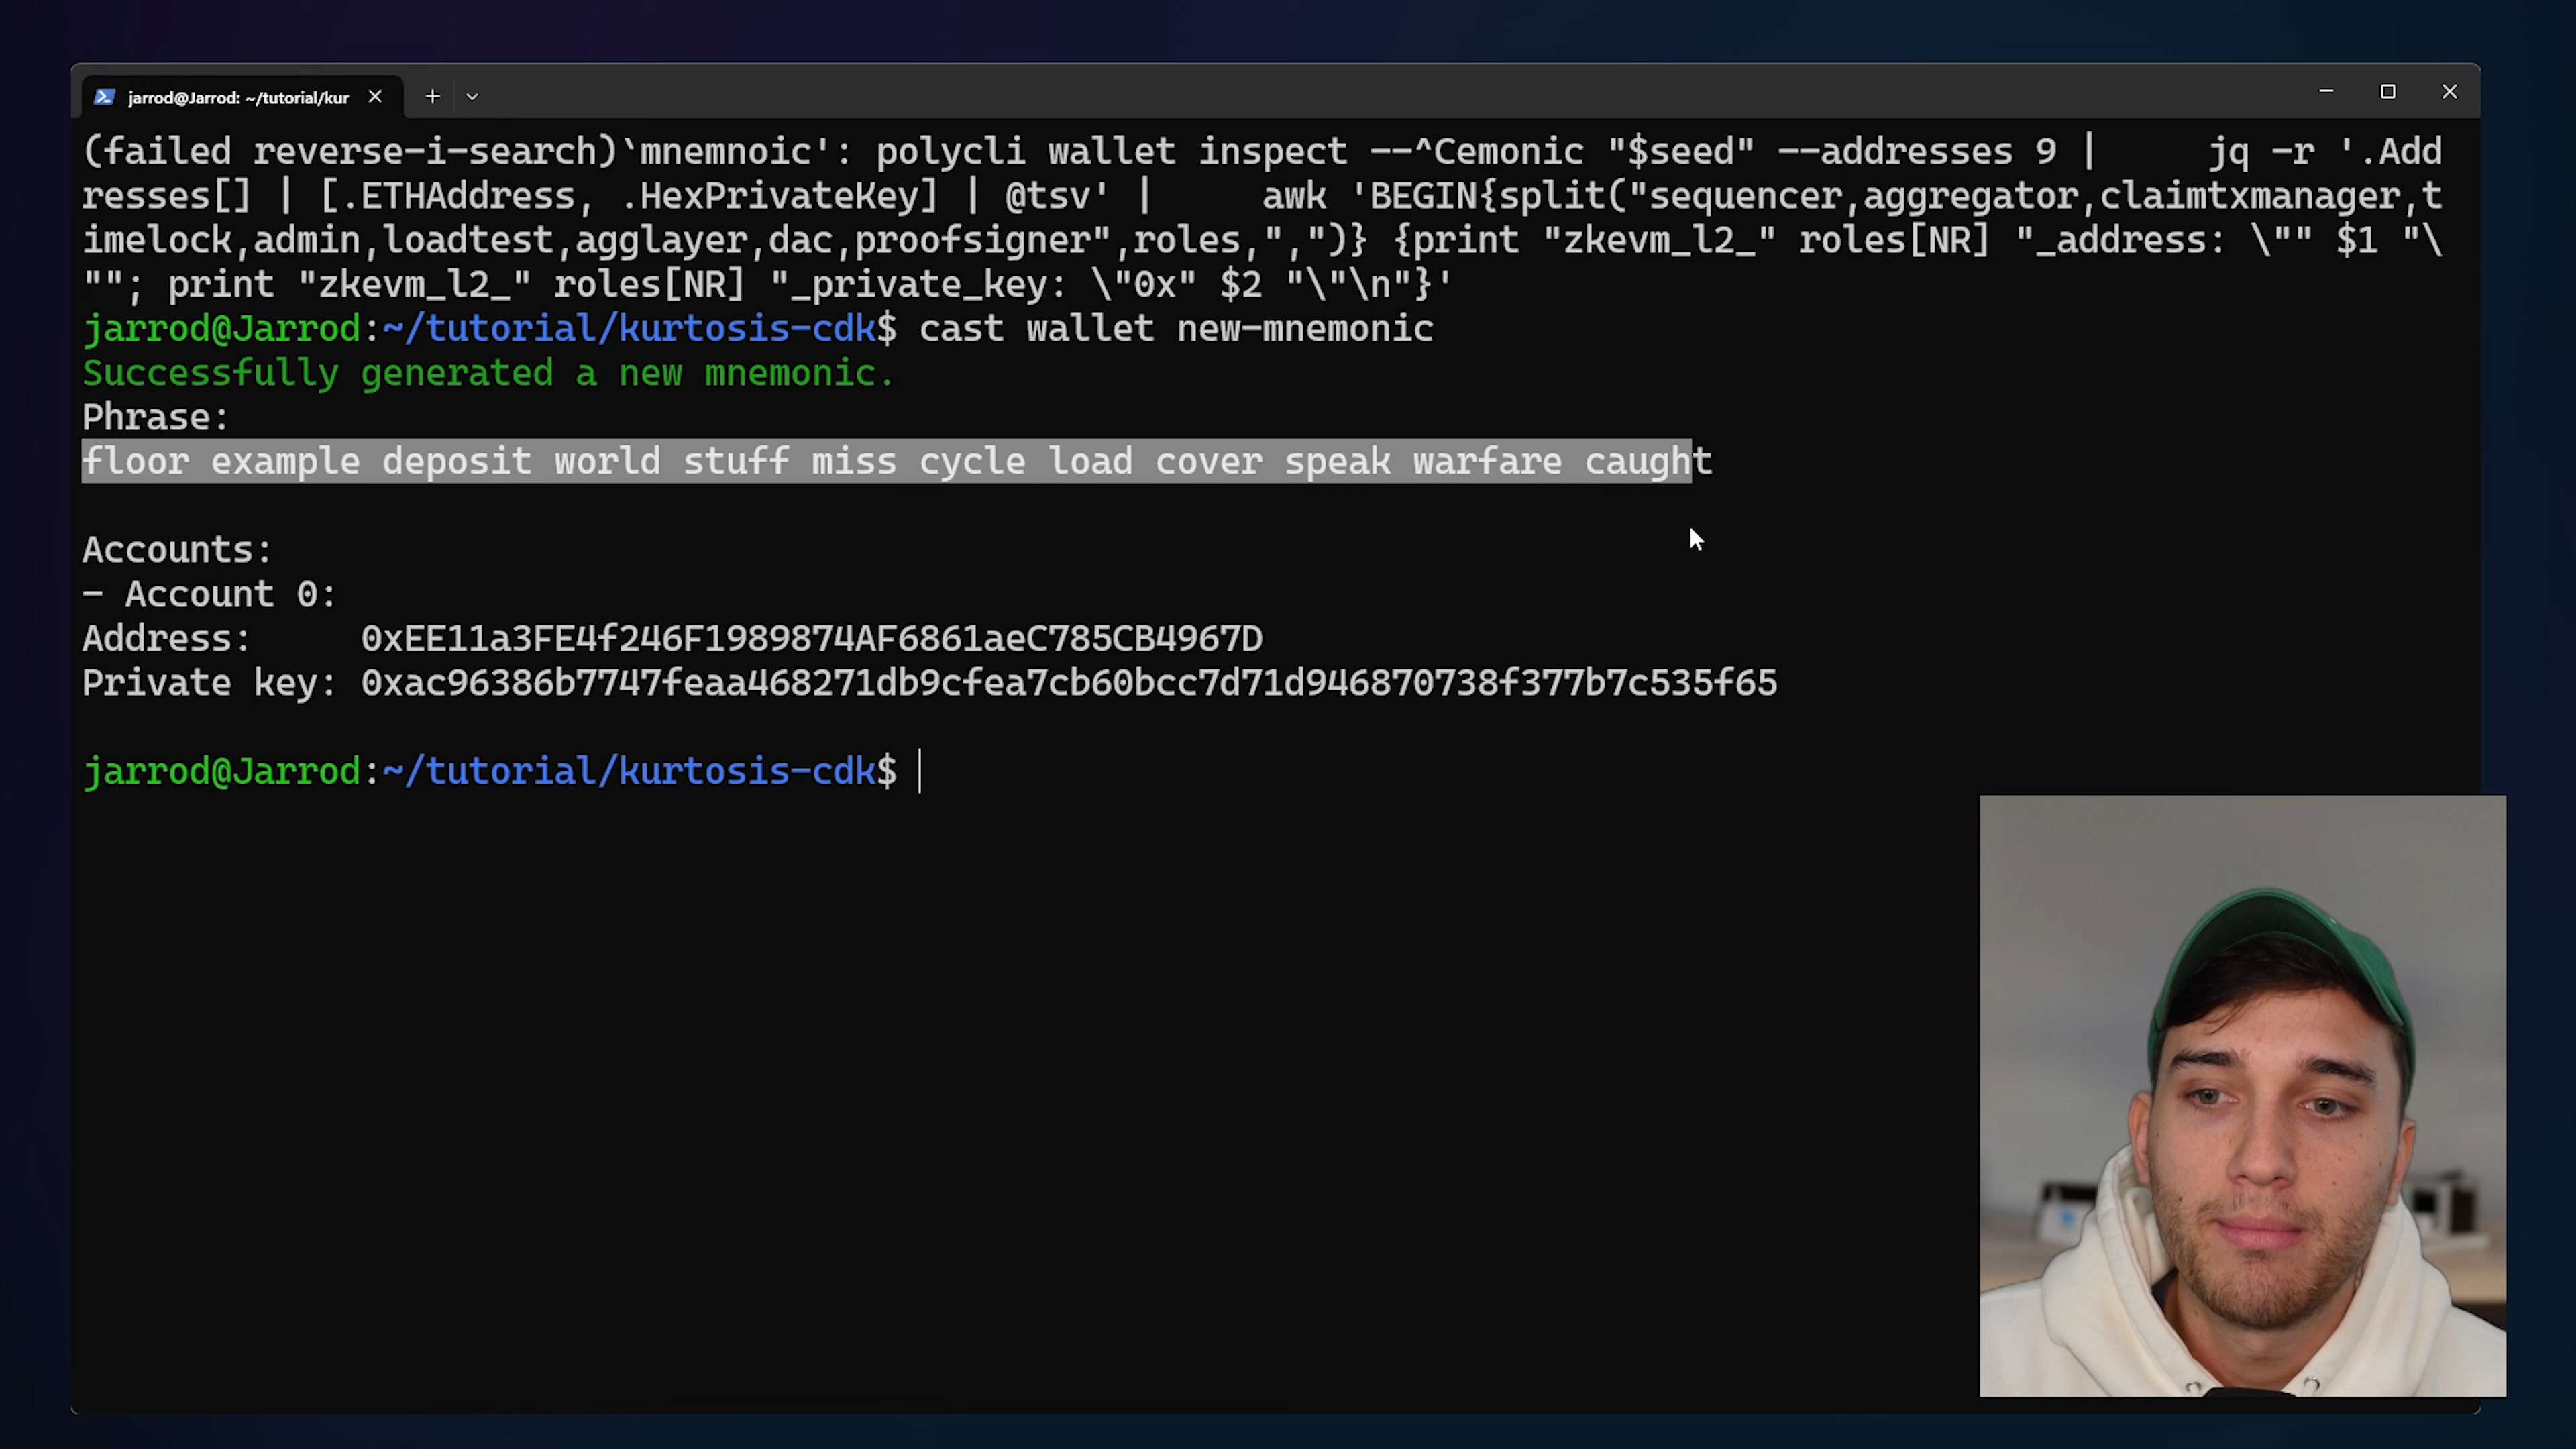 jarrod@Jarrod: ~/tutorial/kur
(failed reverse-i-search)`mnemnoic': polycli wallet inspect --^Cemonic "$seed" --addresses 9 |     jq -r '.Add
resses[] | [.ETHAddress, .HexPrivateKey] | @tsv' |     awk 'BEGIN{split("sequencer,aggregator,claimtxmanager,t
imelock,admin,loadtest,agglayer,dac,proofsigner",roles,",")} {print "zkevm_l2_" roles[NR] "_address: \"" $1 "\
""; print "zkevm_l2_" roles[NR] "_private_key: \"0x" $2 "\"\n"}'
jarrod@Jarrod:~/tutorial/kurtosis-cdk$ cast wallet new-mnemonic
Successfully generated a new mnemonic.
Phrase:
floor example deposit world stuff miss cycle load cover speak warfare caught
Accounts:
- Account 0:
Address:     0xEE11a3FE4f246F1989874AF6861aeC785CB4967D
Private key: 0xac96386b7747feaa468271db9cfea7cb60bcc7d71d946870738f377b7c535f65
jarrod@Jarrod:~/tutorial/kurtosis-cdk$